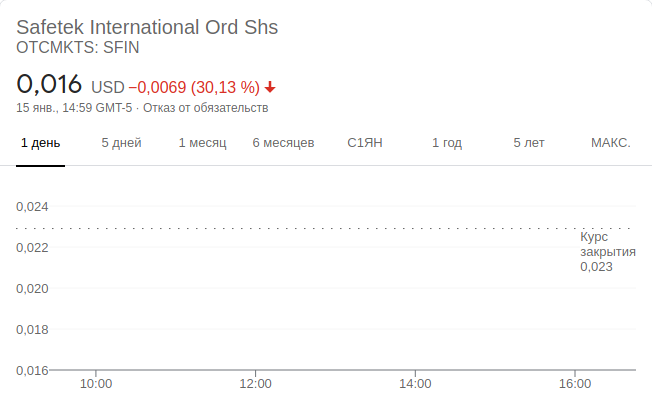 Safetek International Ord Shs
OTCMKTS: SFIN
0,016 USD −0,0069 (30,13 %)
15 янв., 14:59 GMT-5 · Отказ от обязательств
1 день 5 дней 1 месяц 6 месяцев С1ЯН 1 год 5 лет МАКС.
0,024
Курс
закрытия
0,023
0,022
0,020
0,018
0,016
10:00 12:00 14:00 16:00